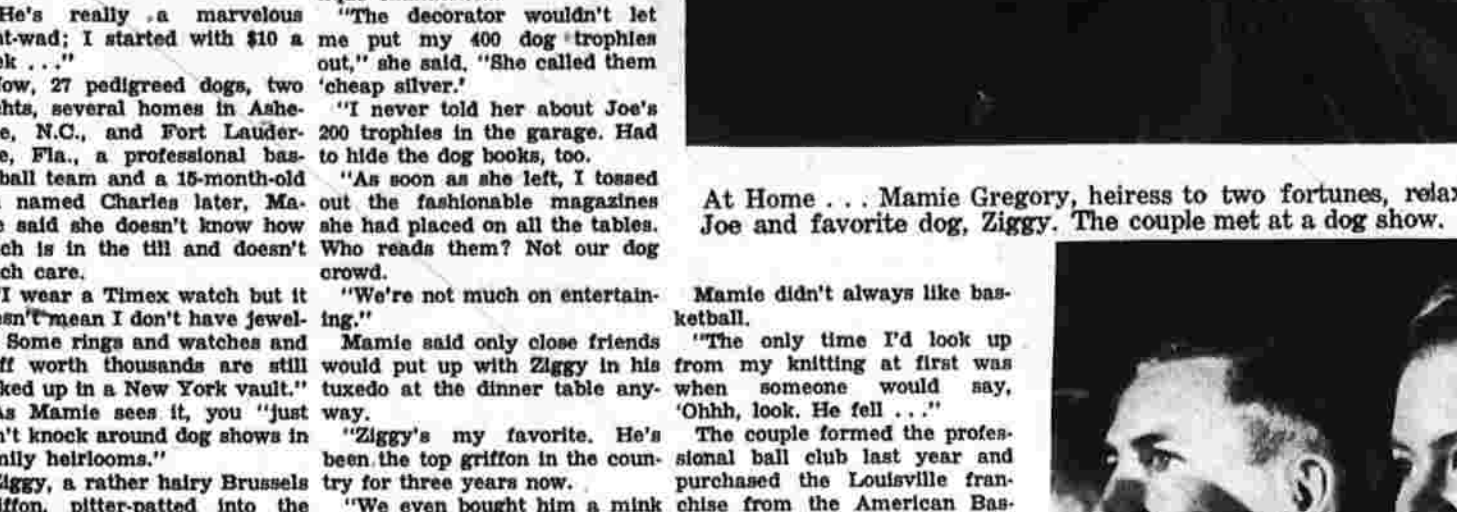 He's really a marvelous
t-wad; I started with $10 a
ek . . ."
ow, 27 pedigreed dogs, two
hts, several homes in Ashe-
e, N.C., and Fort Lauder-
e, Fla., a professional bas-
ball team and a 15-month-old
named Charles later, Ma-
e said she doesn't know how
ch is in the till and doesn't
ch care.
"I wear a Timex watch but it
sn't mean I don't have jewel-
Some rings and watches and
ff worth thousands are still
ked up in a New York vault."
As Mamie sees it, you "just
n't knock around dog shows in
mily heirlooms."
Ziggy, a rather hairy Brussels
iffon, pitter-patted into the
"The decorator wouldn't let
me put my 400 dog trophies
out," she said, "She called them
'cheap silver.'
"I never told her about Joe's
200 trophies in the garage. Had
to hide the dog books, too.
"As soon as she left, I tossed
out the fashionable magazines
she had placed on all the tables.
Who reads them? Not our dog
crowd.
"We're not much on entertain-
ing."
Mamie said only close friends
would put up with Ziggy in his
tuxedo at the dinner table any-
way.
"Ziggy's my favorite. He's
been the top griffon in the coun-
try for three years now.
"We even bought him a mink
At Home . . . Mamie Gregory, heiress to two fortunes, relax
Joe and favorite dog, Ziggy. The couple met at a dog show.
Mamie didn't always like bas-
ketball.
"The only time I'd look up
from my knitting at first was
when someone would say,
'Ohhh, look. He fell . . ."
The couple formed the profes-
sional ball club last year and
purchased the Louisville fran-
chise from the American Bas-